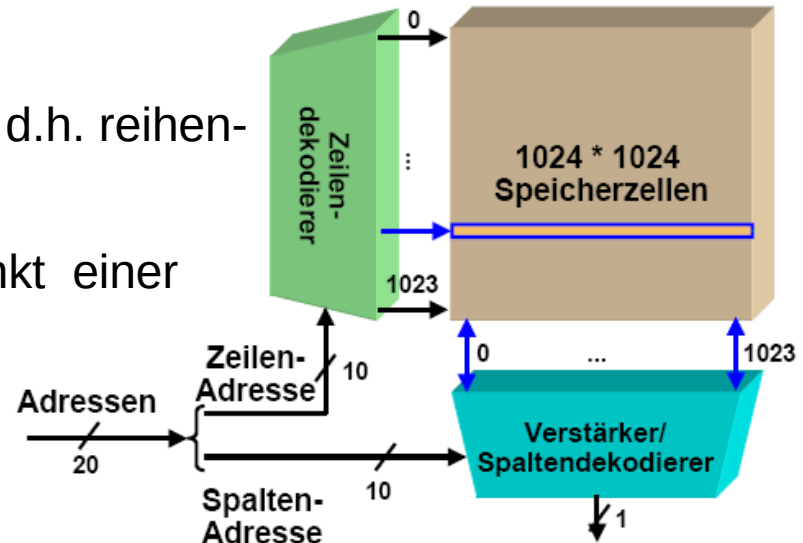 d.h. reihen-
nkt einer
0
Zeilen-
dekodierer
...
1024 * 1024
Speicherzellen
1023
Zeilen-
Adresse
10
0
...
1023
Adressen
20
Verstärker/
Spaltendekodierer
10
Spalten-
Adresse
1